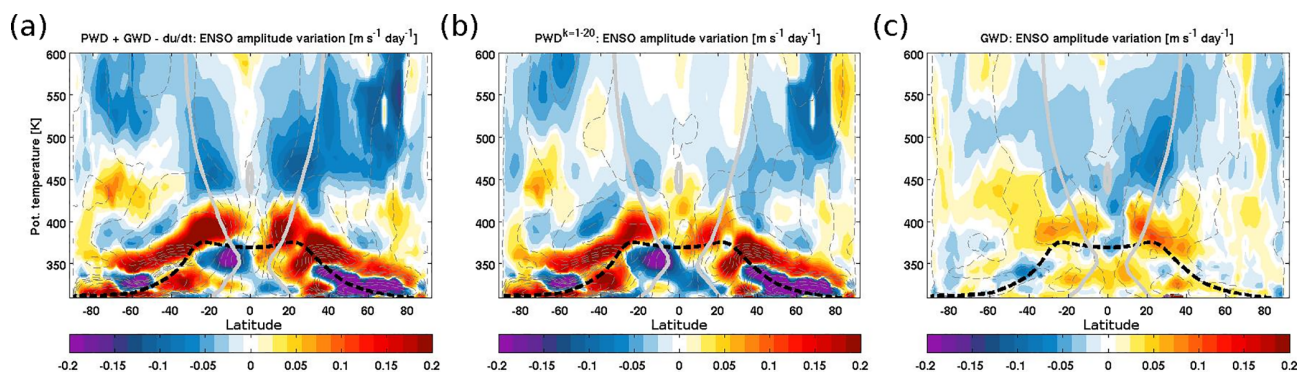 (a)
PWD + GWD - du/dt: ENSO amplitude variation [m s⁻¹ day⁻¹]
Pot. temperature [K]
600
550
500
450
400
350
-80 -60 -40 -20 0 20 40 60 80
Latitude
-0.2 -0.15 -0.1 -0.05 0 0.05 0.1 0.15 0.2
(b)
PWDᵏ⁼¹⁻²⁰: ENSO amplitude variation [m s⁻¹ day⁻¹]
600
550
500
450
400
350
-80 -60 -40 -20 0 20 40 60 80
Latitude
-0.2 -0.15 -0.1 -0.05 0 0.05 0.1 0.15 0.2
(c)
GWD: ENSO amplitude variation [m s⁻¹ day⁻¹]
600
550
500
450
400
350
-80 -60 -40 -20 0 20 40 60 80
Latitude
-0.2 -0.15 -0.1 -0.05 0 0.05 0.1 0.15 0.2